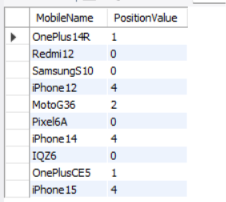 MobileName PositionValue
OnePlus14R 1
Redmi12 0
SamsungS10 0
iPhone12 4
MotoG36 2
Pixel6A 0
iPhone14 4
IQZ6 0
OnePlusCE5 1
iPhone15 4